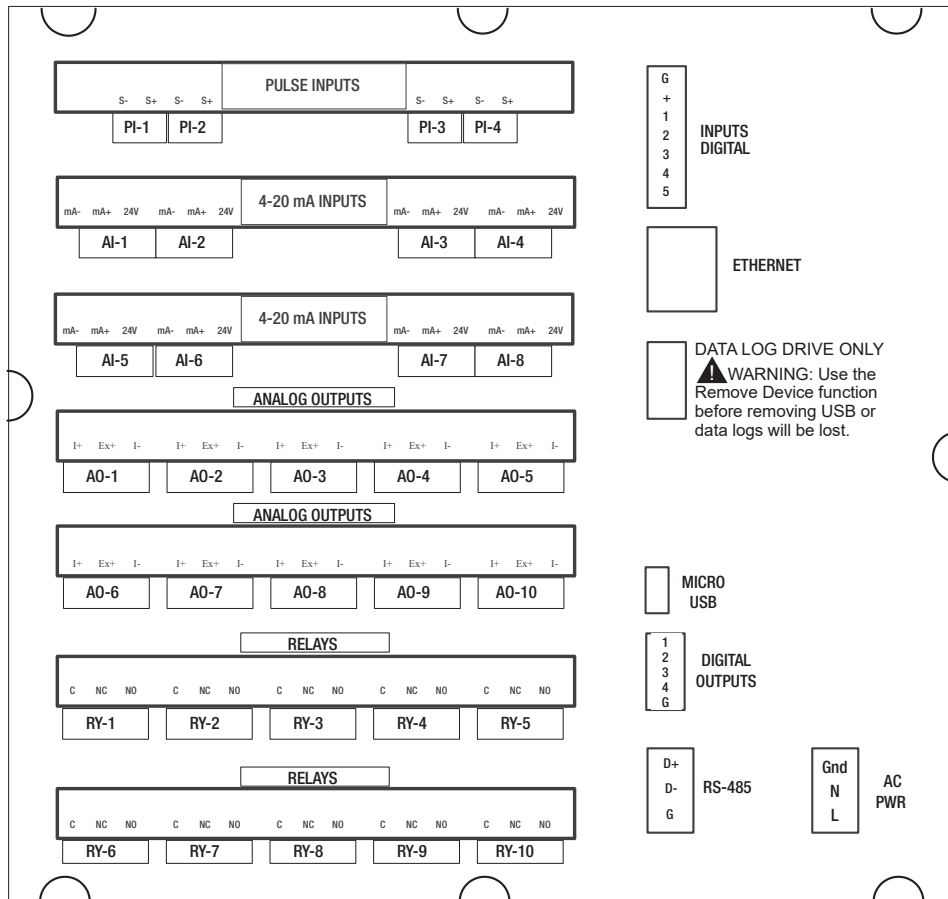 PULSE INPUTS
S- S+ S- S+ S- S+ S- S+
PI-1 PI-2 PI-3 PI-4
4-20 mA INPUTS
mA- mA+ 24V mA- mA+ 24V mA- mA+ 24V mA- mA+ 24V
AI-1 AI-2 AI-3 AI-4
4-20 mA INPUTS
mA- mA+ 24V mA- mA+ 24V mA- mA+ 24V mA- mA+ 24V
AI-5 AI-6 AI-7 AI-8
ANALOG OUTPUTS
I+ Ex+ I- I+ Ex+ I- I+ Ex+ I- I+ Ex+ I- I+ Ex+ I-
AO-1 AO-2 AO-3 AO-4 AO-5
ANALOG OUTPUTS
I+ Ex+ I- I+ Ex+ I- I+ Ex+ I- I+ Ex+ I- I+ Ex+ I-
AO-6 AO-7 AO-8 AO-9 AO-10
RELAYS
C NC NO C NC NO C NC NO C NC NO C NC NO
RY-1 RY-2 RY-3 RY-4 RY-5
RELAYS
C NC NO C NC NO C NC NO C NC NO C NC NO
RY-6 RY-7 RY-8 RY-9 RY-10
G
+
1
2
3
4
5
INPUTS
DIGITAL
ETHERNET
DATA LOG DRIVE ONLY
WARNING: Use the
Remove Device function
before removing USB or
data logs will be lost.
MICRO
USB
1
2
3
4
G
DIGITAL
OUTPUTS
D+
D-
G
RS-485
Gnd
N
L
AC
PWR